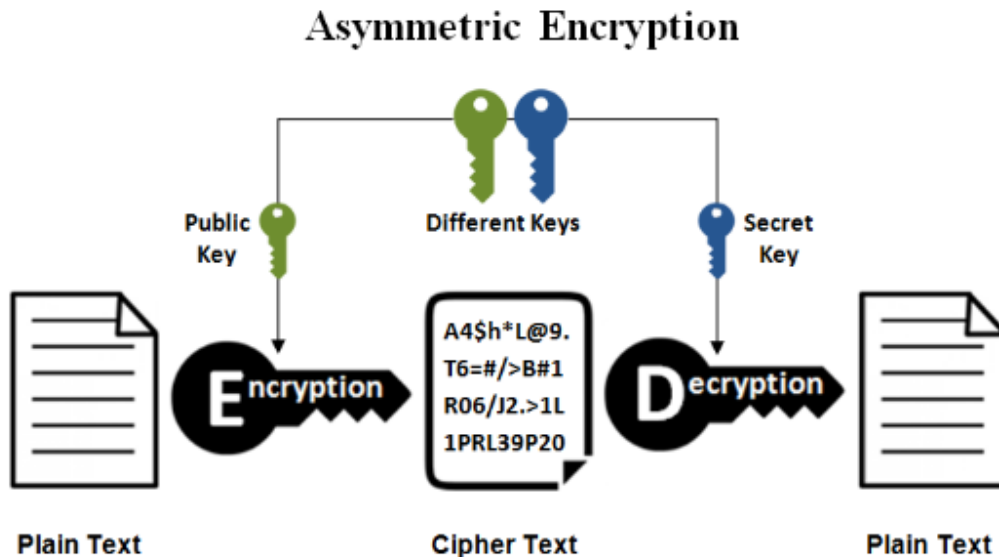 Asymmetric Encryption
Public
Key
Different Keys
Secret
Key
Encryption
A4$h*L@9.
T6=#/>B#1
R06/J2.>1L
1PRL39P20
Decryption
Plain Text
Cipher Text
Plain Text